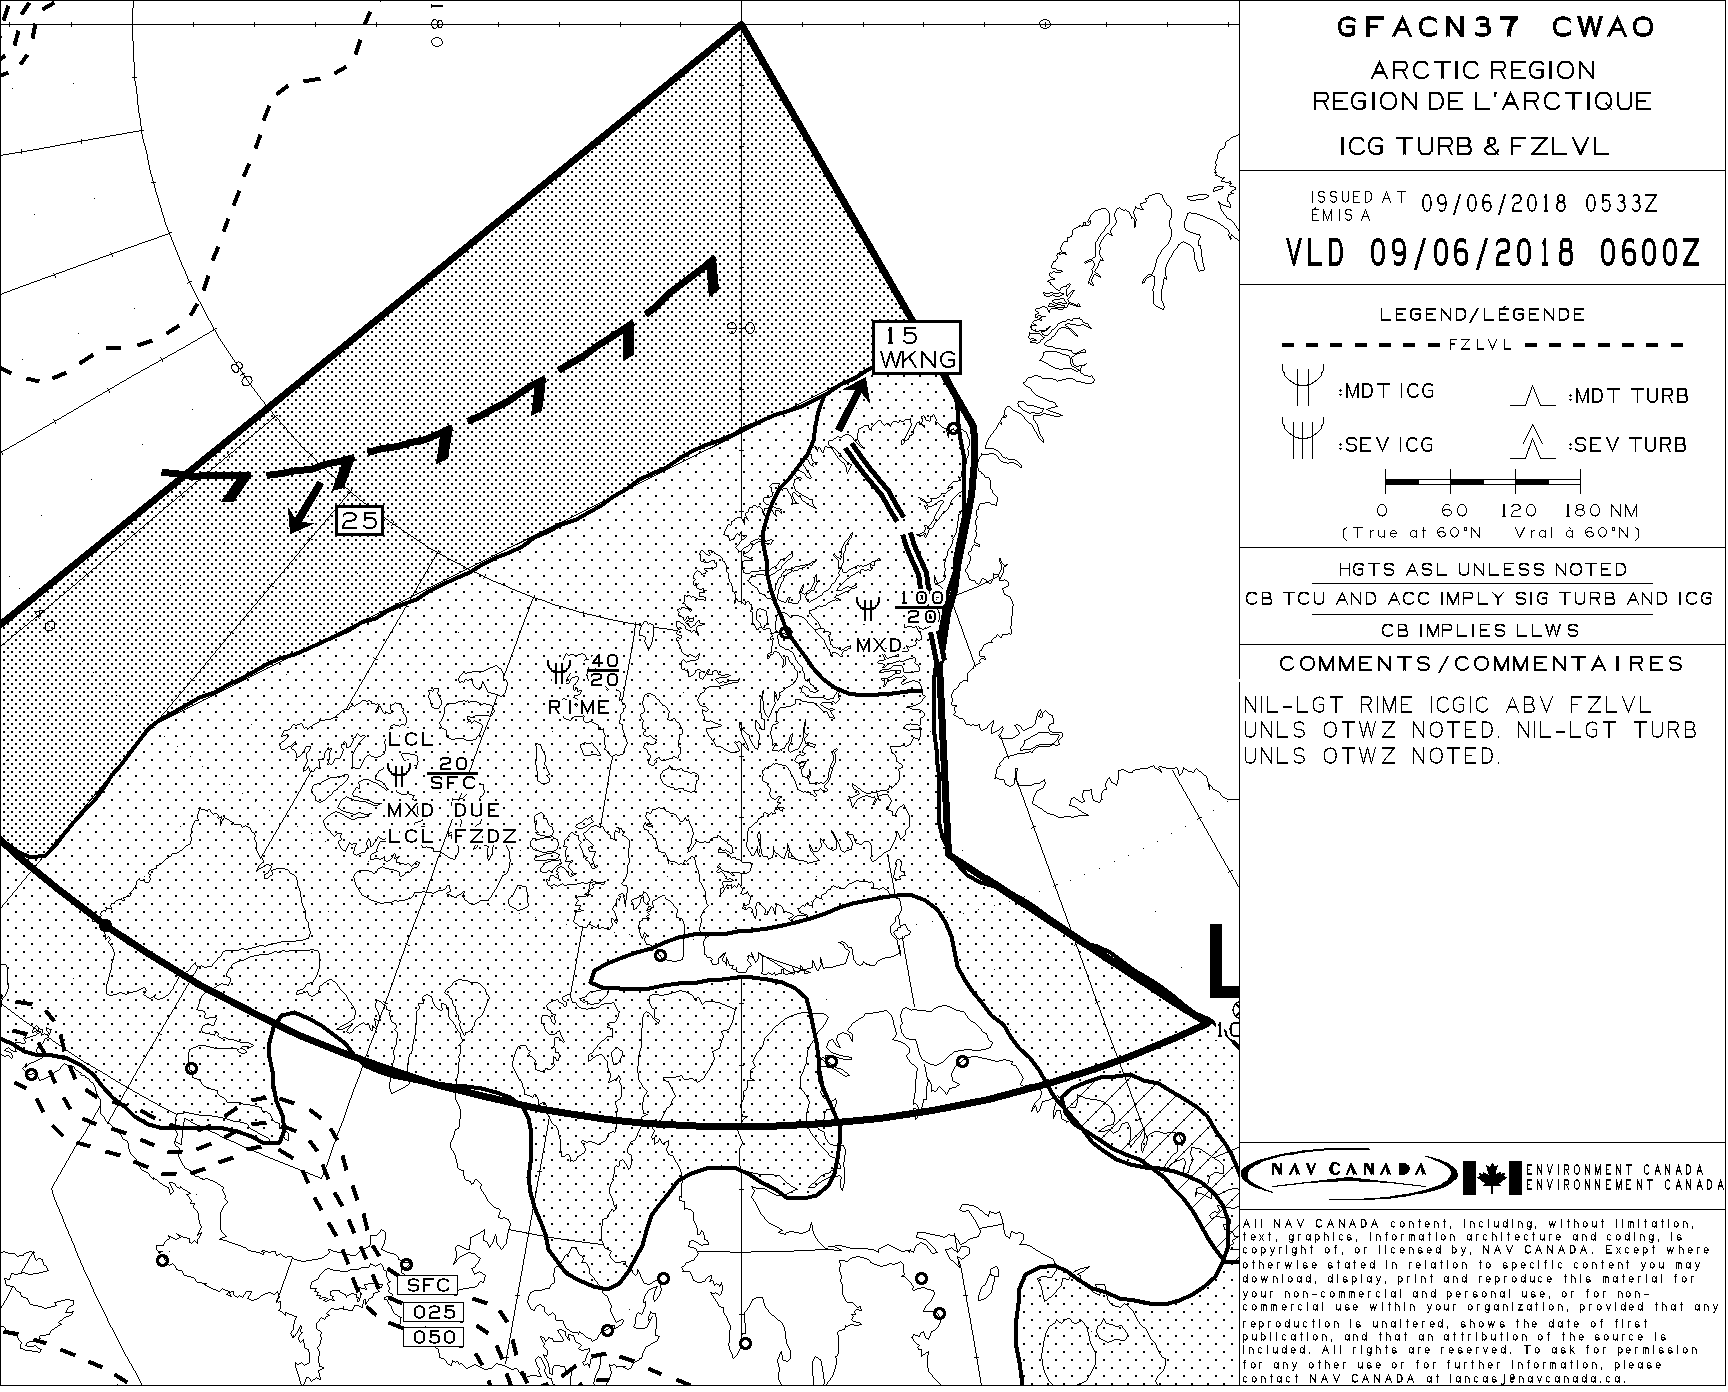 180
0
90
80
40
15
WKNG
25
100
20
MXD
40
20
RIME
LCL
20
SFC
MXD DUE
LCL FZDZ
L
SFC
025
050
GFACN37 CWAO
ARCTIC REGION
REGION DE L'ARCTIQUE
ICG TURB & FZLVL
ISSUED AT 09/06/2018 0533Z
ÉMIS A
VLD 09/06/2018 0600Z
LEGEND/LÉGENDE
FZLVL
:MDT ICG :MDT TURB
:SEV ICG :SEV TURB
0 60 120 180 NM
(True at 60°N Vrai à 60°N)
HGTS ASL UNLESS NOTED
CB TCU AND ACC IMPLY SIG TURB AND ICG
CB IMPLIES LLWS
COMMENTS/COMMENTAIRES
NIL-LGT RIME ICGIC ABV FZLVL
UNLS OTWZ NOTED. NIL-LGT TURB
UNLS OTWZ NOTED.
NAV CANADA
ENVIRONMENT CANADA
ENVIRONNEMENT CANADA
All NAV CANADA content, including, without limitation,
text, graphics, information architecture and coding, is
copyright of, or licensed by, NAV CANADA. Except where
otherwise stated in relation to specific content you may
download, display, print and reproduce this material for
your non-commercial and personal use, or for non-
commercial use within your organization, provided that any
reproduction is unaltered, shows the date of first
publication, and that an attribution of the source is
included. All rights are reserved. To ask for permission
for any other use or for further information, please
contact NAV CANADA at lancasj@navcanada.ca.